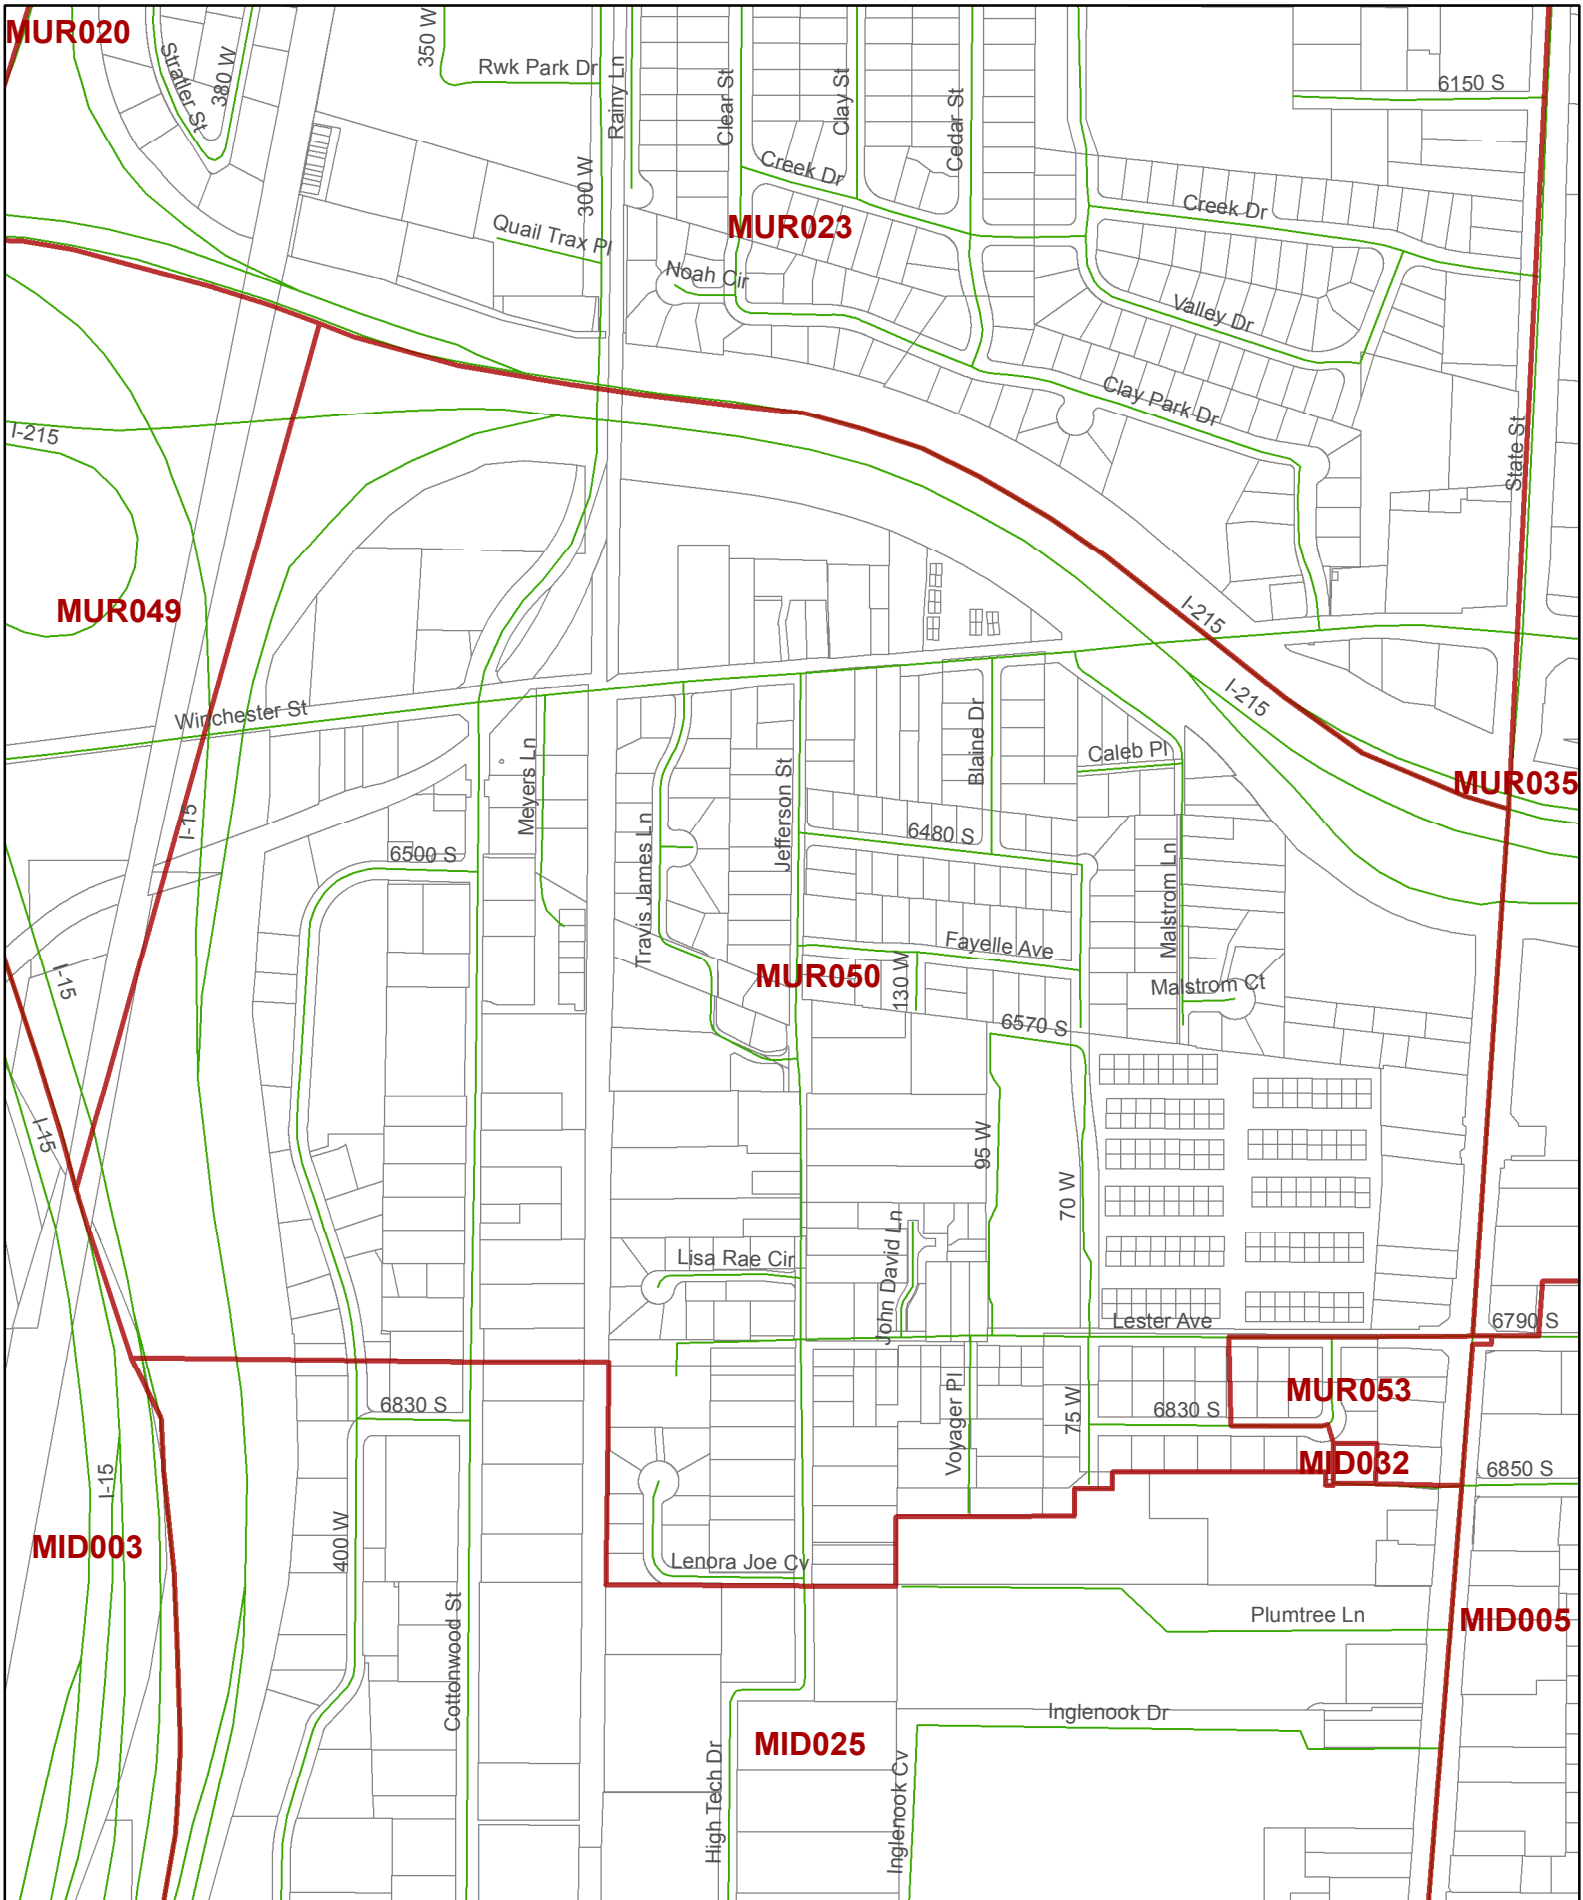 MUR020
Stratler St
380 W
350 W
Rwk Park Dr
Rainy Ln
Clear St
Clay St
Cedar St
6150 S
300 W
Creek Dr
Creek Dr
Quail Trax Pl
MUR023
Noah Cir
Valley Dr
Clay Park Dr
State St
I-215
MUR049
I-215
I-215
Winchester St
Meyers Ln
Travis James Ln
Jefferson St
Blaine Dr
Caleb Pl
MUR035
I-15
6500 S
6480 S
Malstrom Ln
Fayelle Ave
130 W
MUR050
Malstrom Ct
I-15
6570 S
I-15
95 W
70 W
Lisa Rae Cir
John David Ln
Lester Ave
6790 S
6830 S
Voyager Pl
75 W
6830 S
MUR053
MID032
6850 S
I-15
MID003
400 W
Lenora Joe Cv
Cottonwood St
Plumtree Ln
MID005
Inglenook Dr
MID025
High Tech Dr
Inglenook Cv